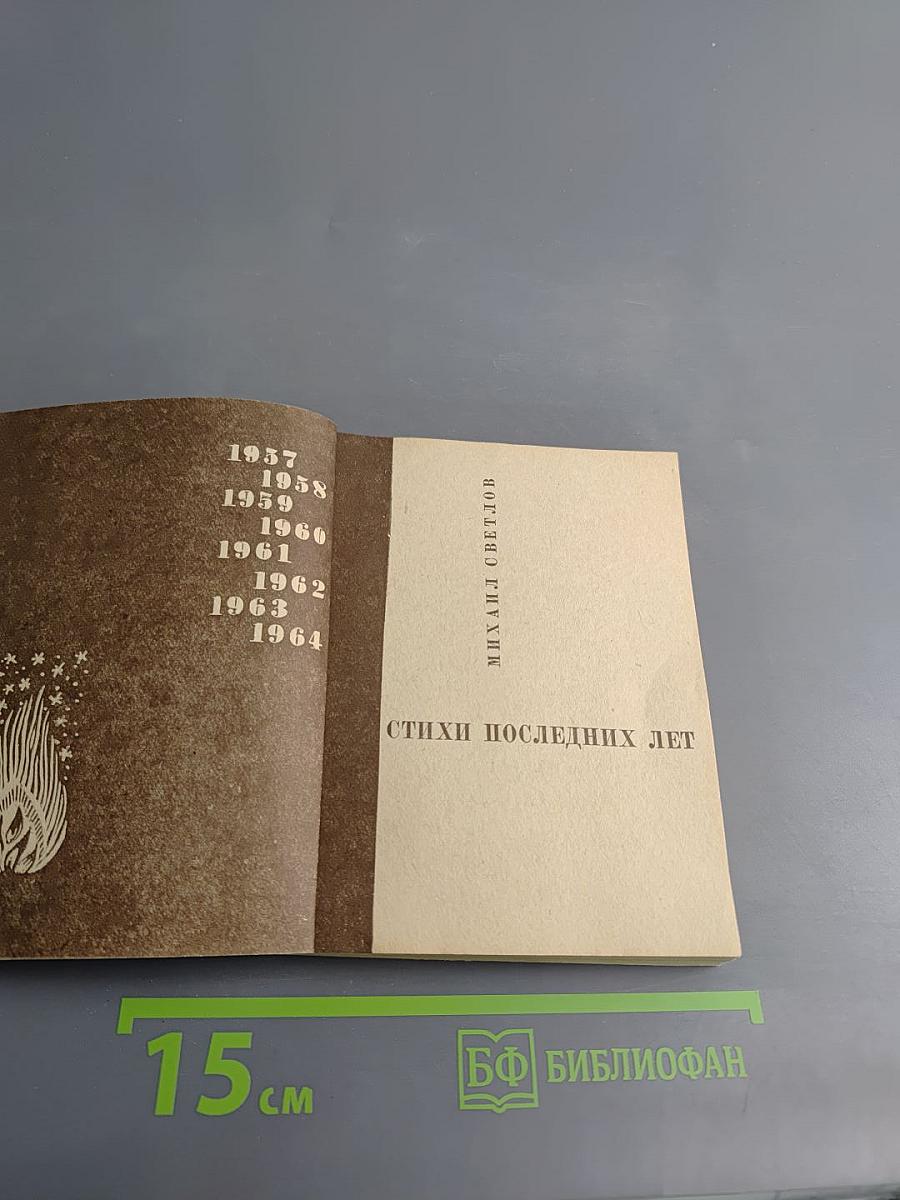 1957
1958
1959
1960
1961
1962
1963
1964
МИХАИЛ СВЕТЛОВ
СТИХИ ПОСЛЕДНИХ ЛЕТ
15 см
БФ БИБЛИОФАН